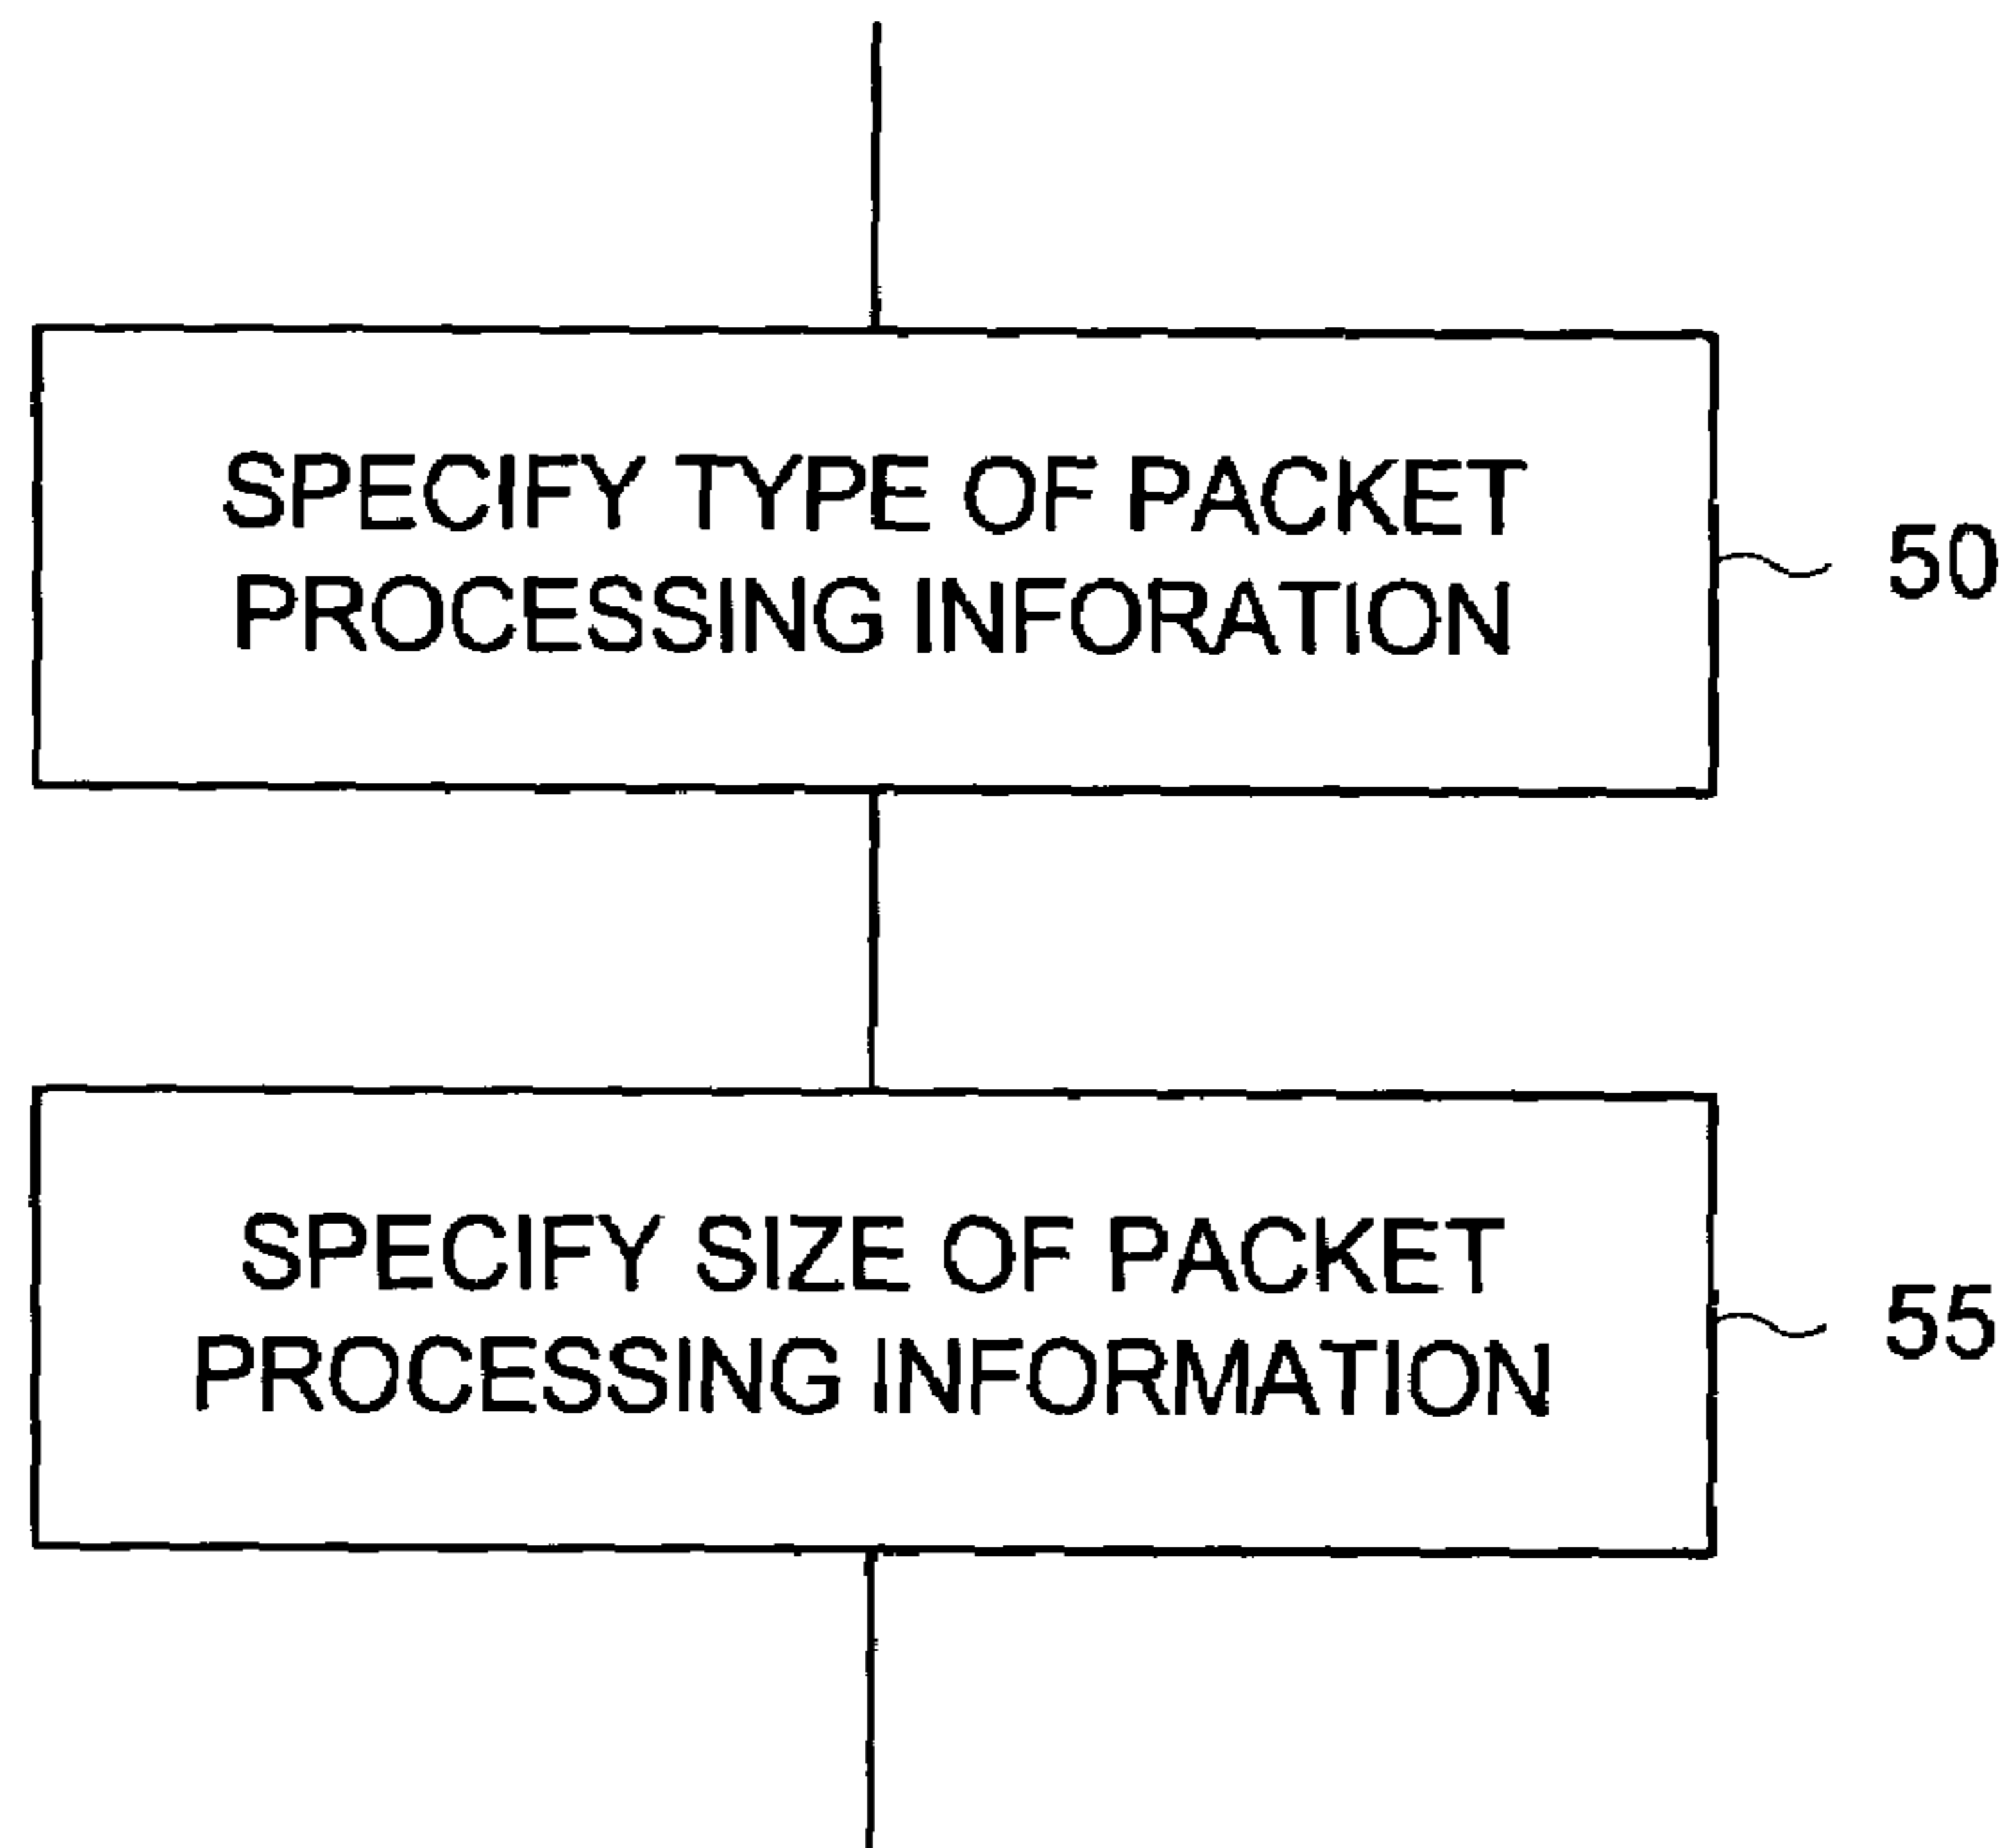 SPECIFY TYPE OF PACKET
PROCESSING INFORATION
50
SPECIFY SIZE OF PACKET
PROCESSING INFORMATION
55